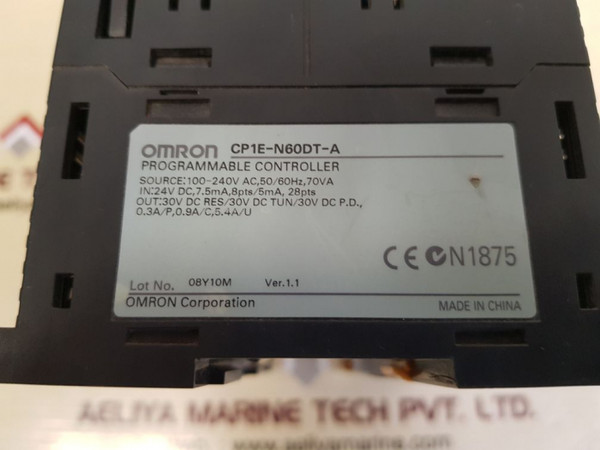 OMRON CP1E-N60DT-A
PROGRAMMABLE CONTROLLER
SOURCE:100-240V AC,50/60Hz,70VA
IN:24V DC,7.5mA,8pts/5mA, 28pts
OUT:30V DC RES/30V DC TUN/30V DC P.D.,
0.3A/P,0.9A/C,5.4A/U
CE N1875
Lot No. 08Y10M Ver.1.1
OMRON Corporation MADE IN CHINA
AELIYA MARINE TECH PVT. LTD.